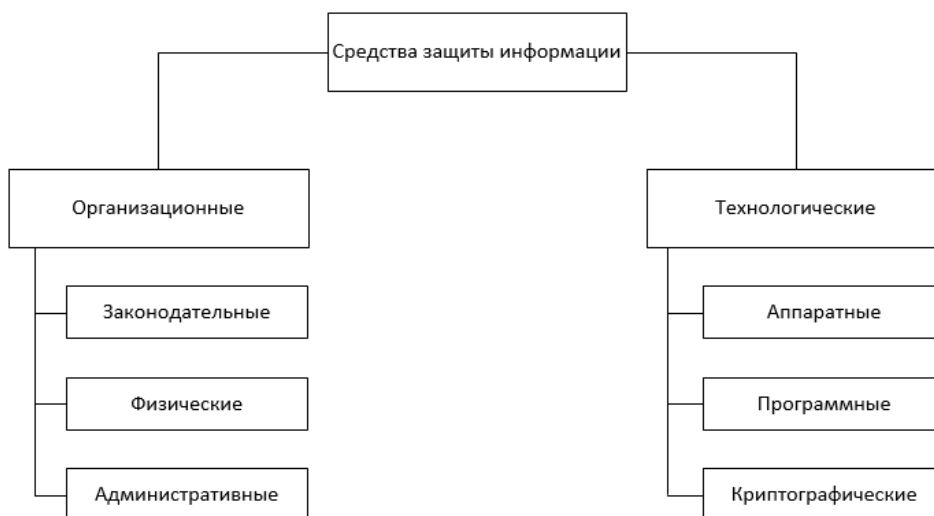 Средства защиты информации
Организационные
Законодательные
Физические
Административные
Технологические
Аппаратные
Программные
Криптографические